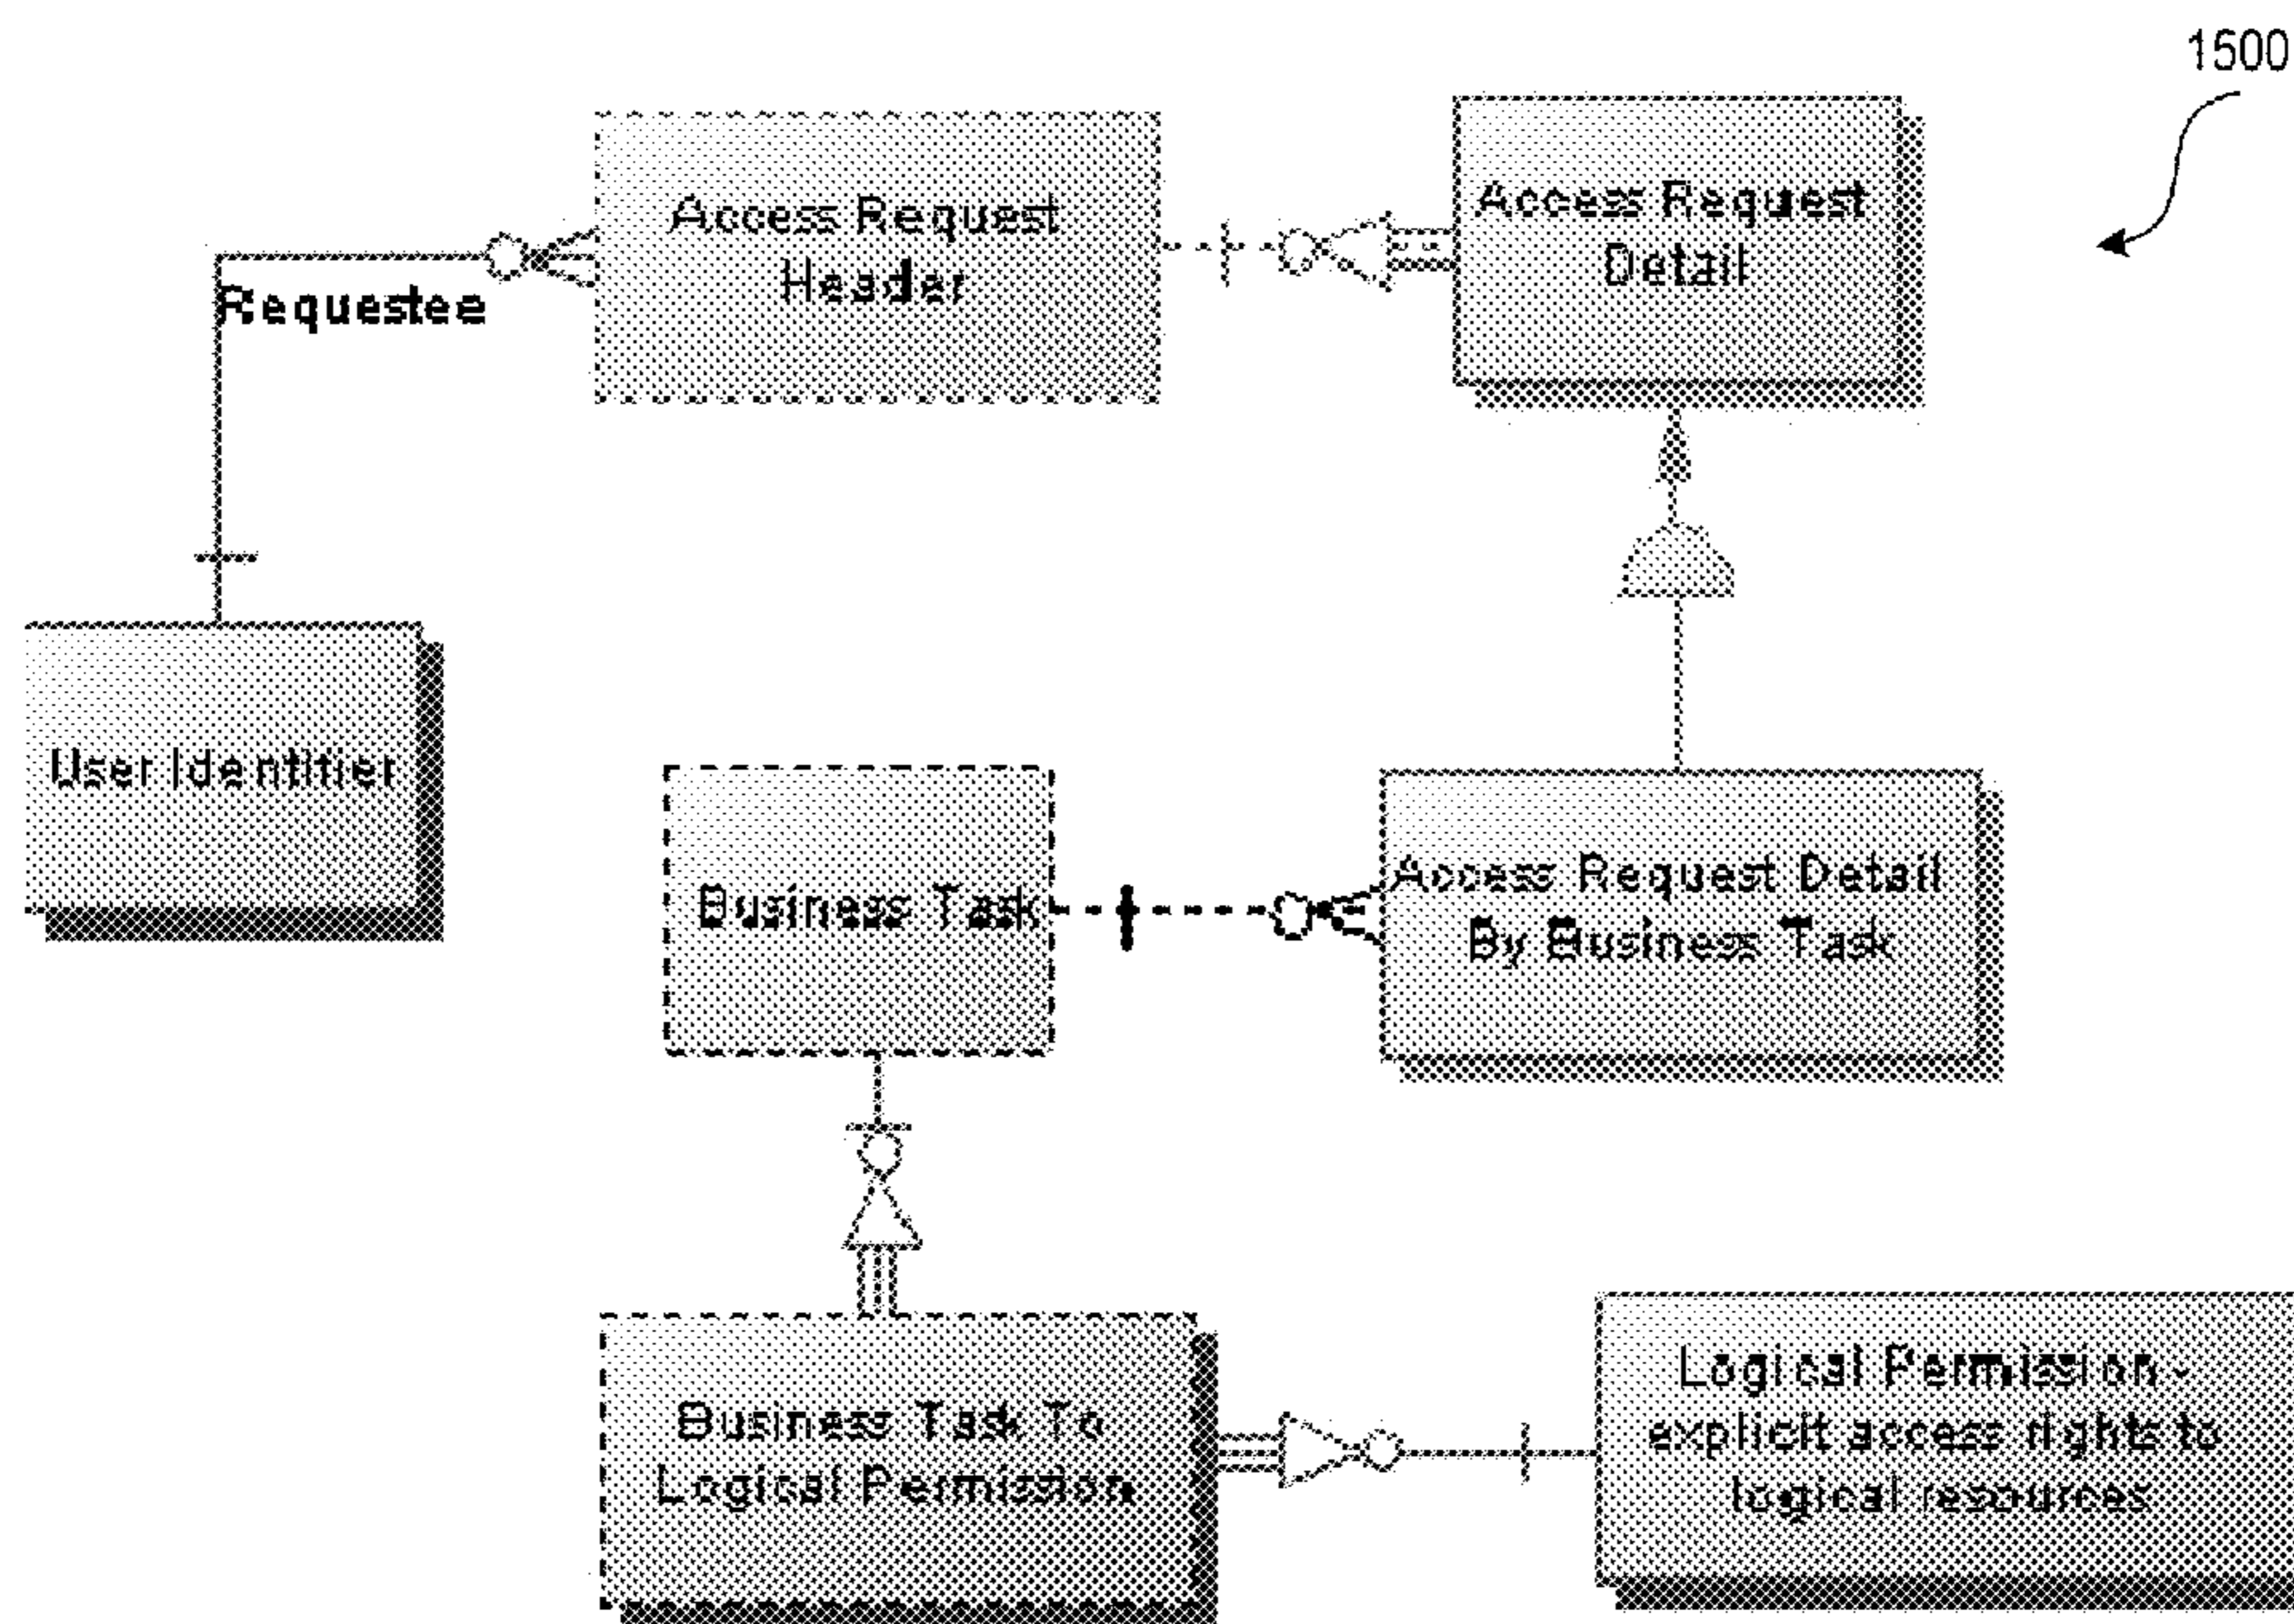 1500
Access Request
Header
Access Request
Detail
Requestee
User Identifier
Business Task
Access Request Detail
By Business Task
Business Task To
Logical Permission
Logical Permission -
explicit access rights to
logical resources